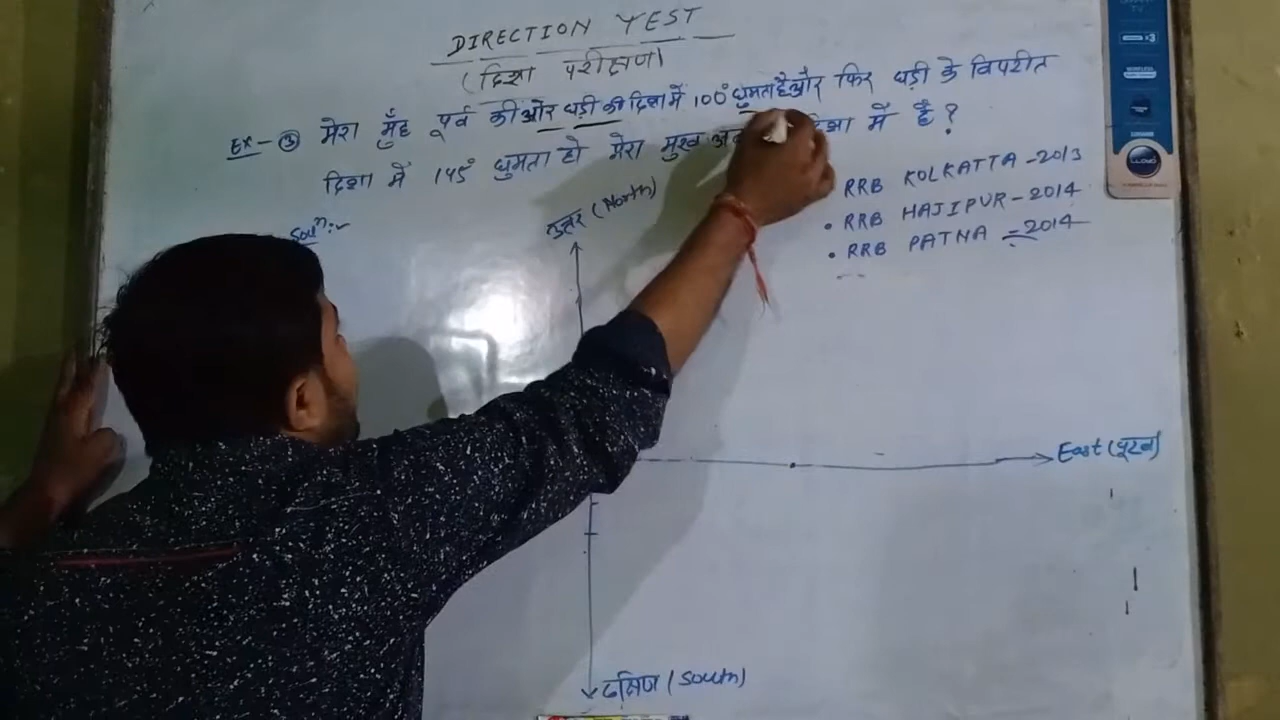 DIRECTION TEST
(दिशा परीक्षण)
Ex- ③ मेरा मुँह पूर्व की ओर घड़ी की दिशा में 100° घुमता है और फिर घड़ी के विपरीत
दिशा में 145° घुमता हो मेरा मुख में है ?
Solⁿ:-
उत्तर (North)
RRB KOLKATTA -2013
• RRB HAJIPUR - 2014
• RRB PATNA - 2014
East (पूरब)
दक्षिण (South)